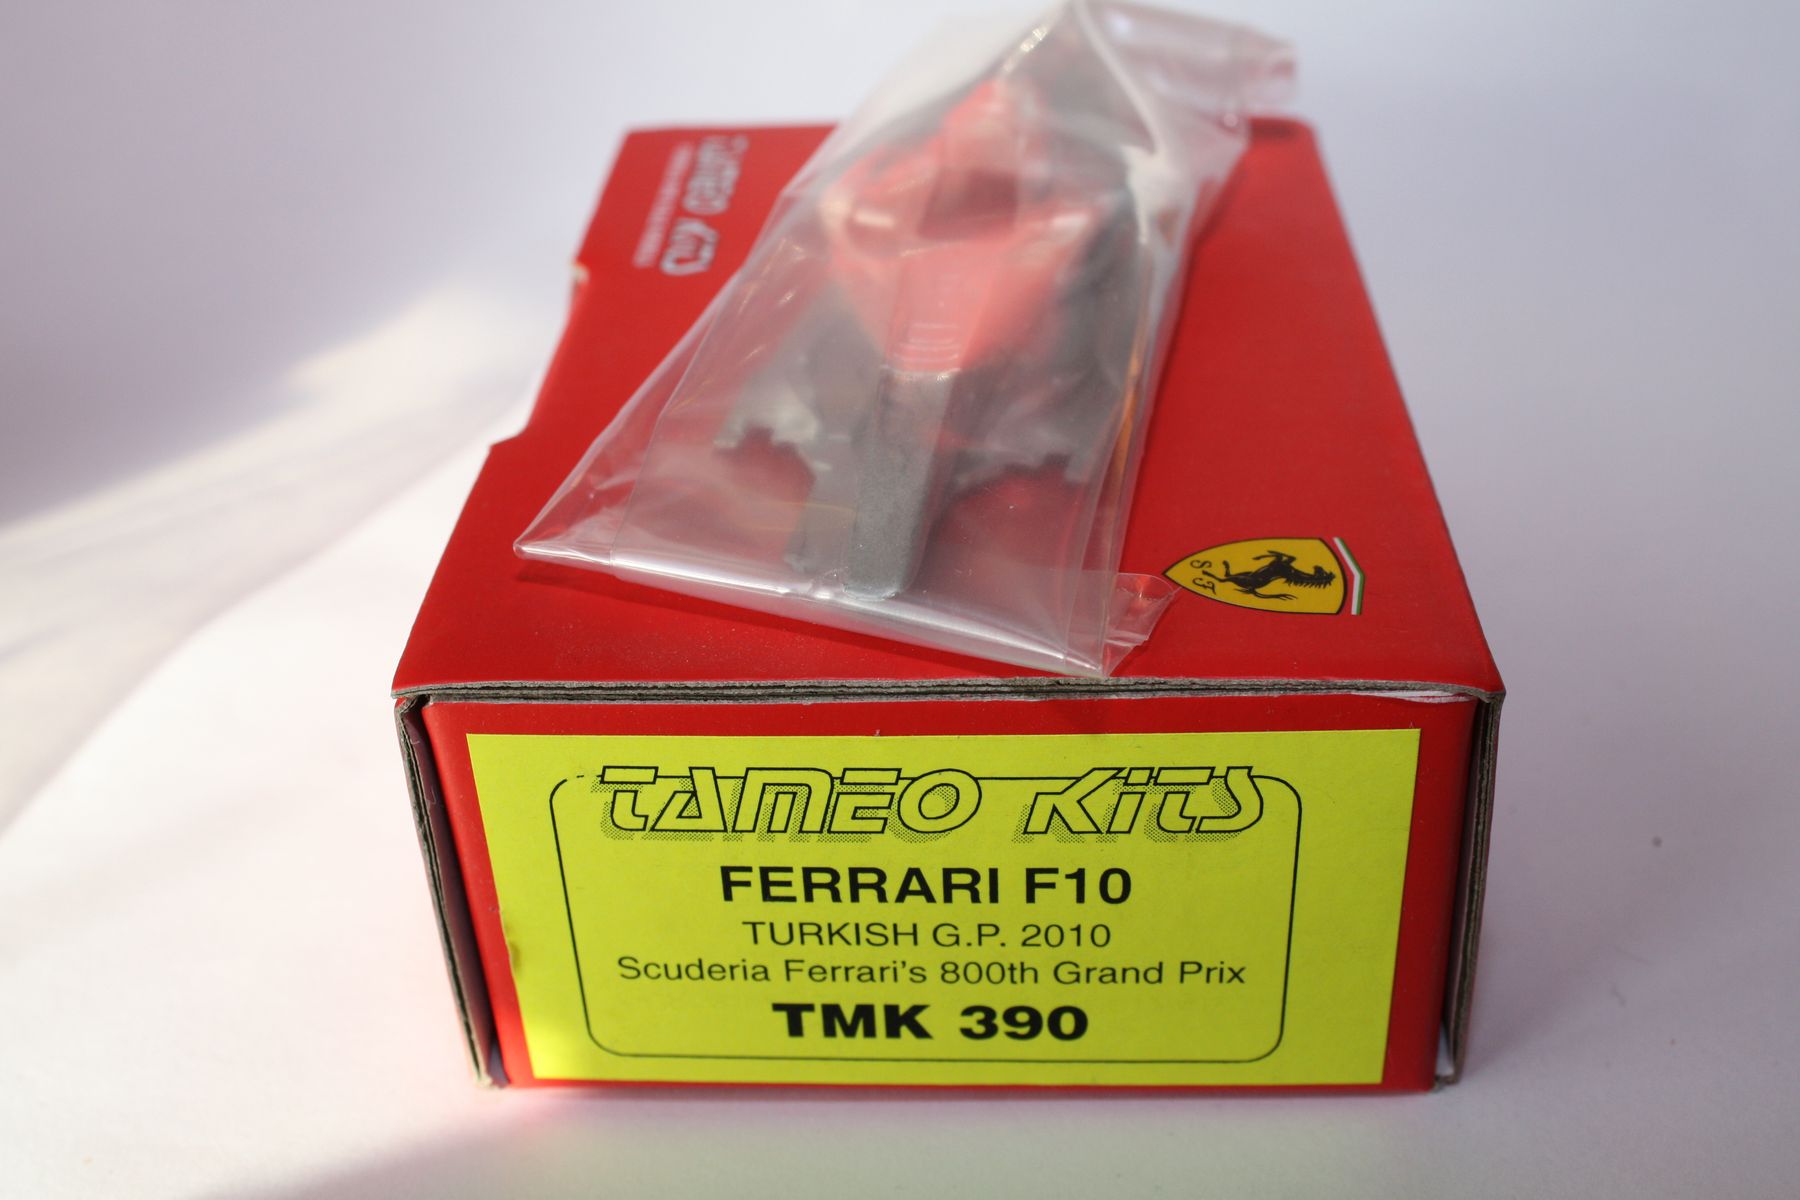 TAMEO KITS
S F
TAMEO KITS
FERRARI F10
TURKISH G.P. 2010
Scuderia Ferrari's 800th Grand Prix
TMK 390